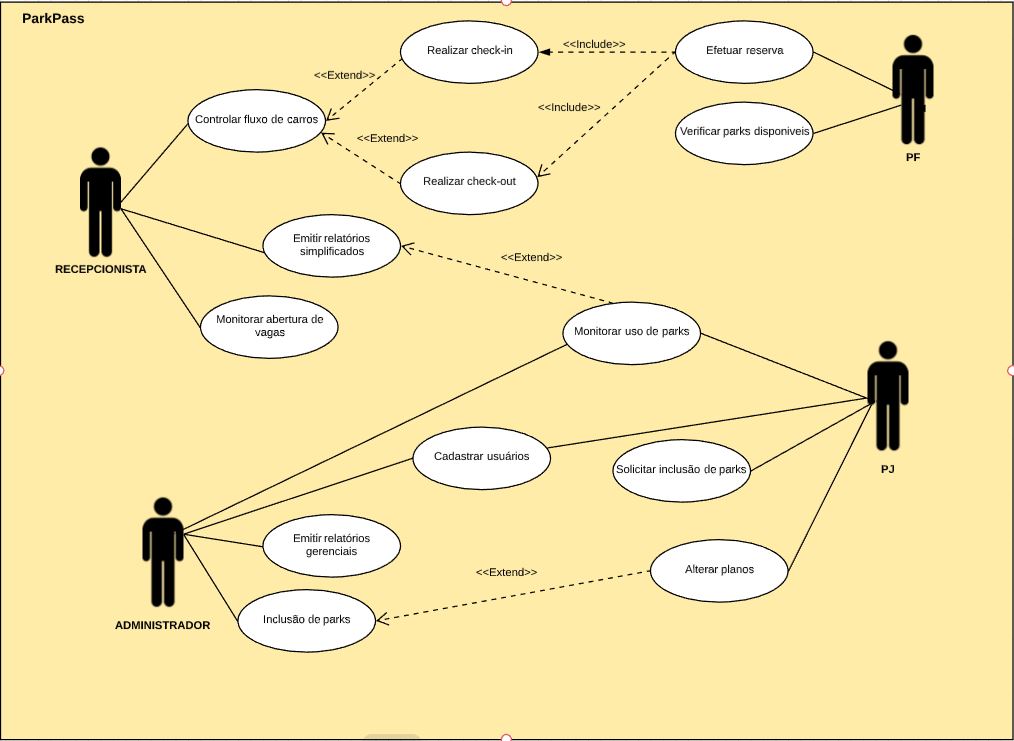 ParkPass
Realizar check-in
<<Include>>
Efetuar reserva
<<Extend>>
Controlar fluxo de carros
<<Include>>
Verificar parks disponiveis
<<Extend>>
PF
Realizar check-out
RECEPCIONISTA
Emitir relatórios
simplificados
<<Extend>>
Monitorar abertura de
vagas
Monitorar uso de parks
Cadastrar usuários
Solicitar inclusão de parks
PJ
Emitir relatórios
gerenciais
<<Extend>>
Alterar planos
Inclusão de parks
ADMINISTRADOR